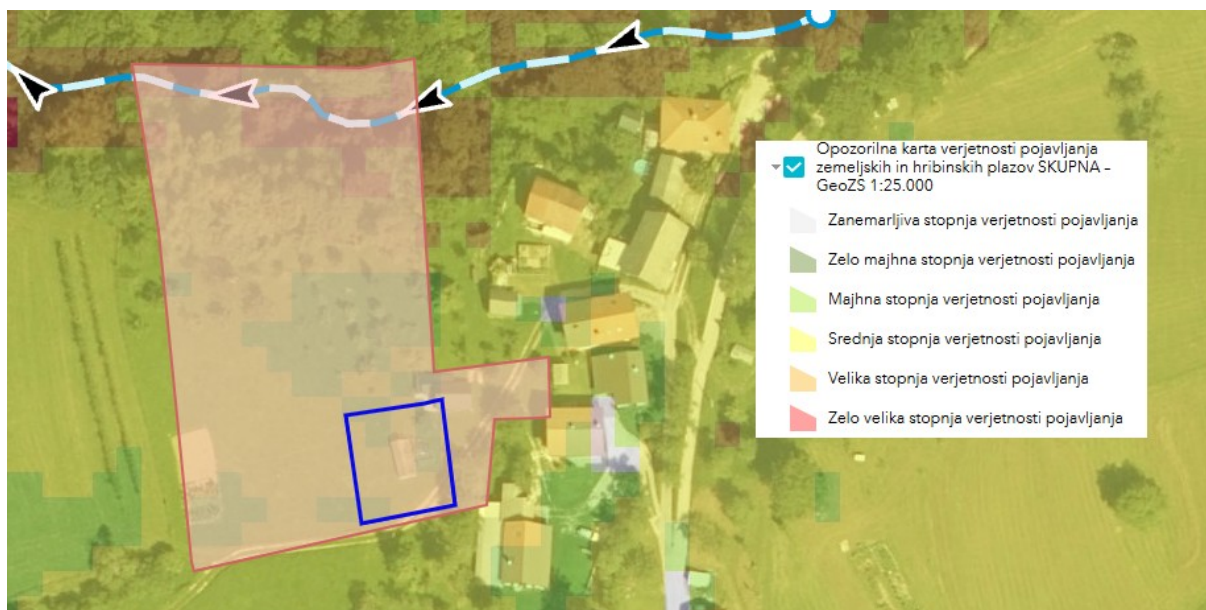 Opozorilna karta verjetnosti pojavljanja
zemeljskih in hribinskih plazov SKUPNA –
GeoZS 1:25.000
Zanemarljiva stopnja verjetnosti pojavljanja
Zelo majhna stopnja verjetnosti pojavljanja
Majhna stopnja verjetnosti pojavljanja
Srednja stopnja verjetnosti pojavljanja
Velika stopnja verjetnosti pojavljanja
Zelo velika stopnja verjetnosti pojavljanja